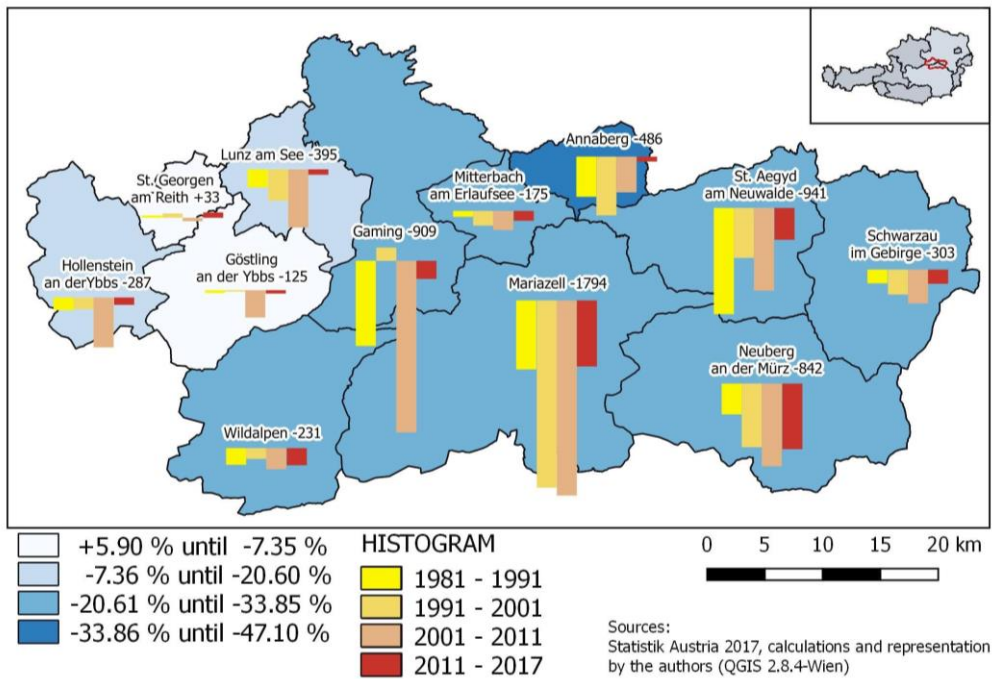 Annaberg -486
Lunz am See -395
St. Georgen
am Reith +33
Mitterbach
am Erlaufsee -175
St. Aegyd
am Neuwalde -941
Gaming -909
Schwarzau
im Gebirge -303
Göstling
an der Ybbs -125
Hollenstein
an derYbbs -287
Mariazell -1794
Neuberg
an der Mürz -842
Wildalpen -231
+5.90 % until -7.35 %
-7.36 % until -20.60 %
-20.61 % until -33.85 %
-33.86 % until -47.10 %
HISTOGRAM
1981 - 1991
1991 - 2001
2001 - 2011
2011 - 2017
0 5 10 15 20 km
Sources:
Statistik Austria 2017, calculations and representation
by the authors (QGIS 2.8.4-Wien)